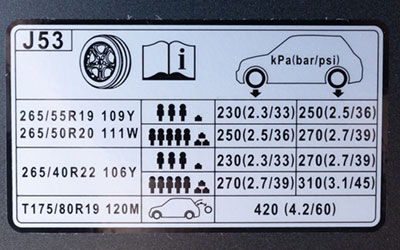 J53
kPa(bar/psi)
265/55R19 109Y 230(2.3/33) 250(2.5/36)
265/50R20 111W 250(2.5/36) 270(2.7/39)
265/40R22 106Y 230(2.3/33) 270(2.7/39)
270(2.7/39) 310(3.1/45)
T175/80R19 120M 420 (4.2/60)